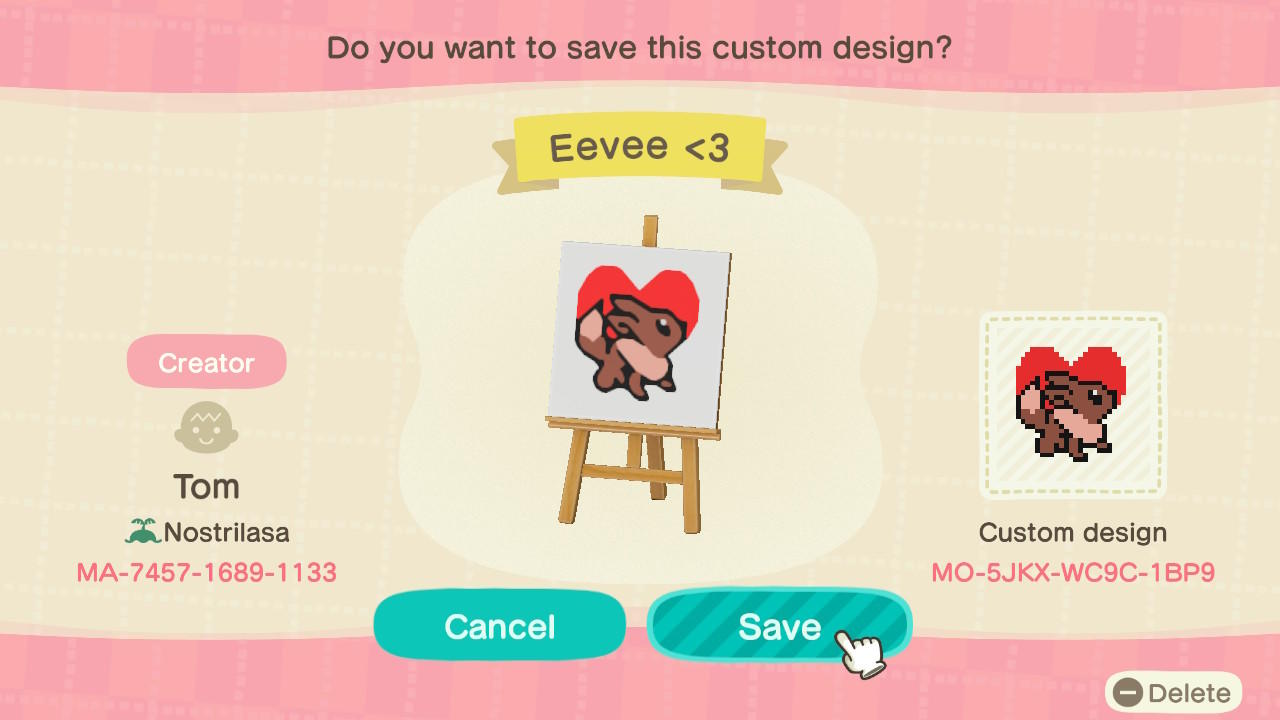 Do you want to save this custom design?
Eevee <3
Creator
Tom
Nostrilasa
MA-7457-1689-1133
Custom design
MO-5JKX-WC9C-1BP9
Cancel
Save
Delete